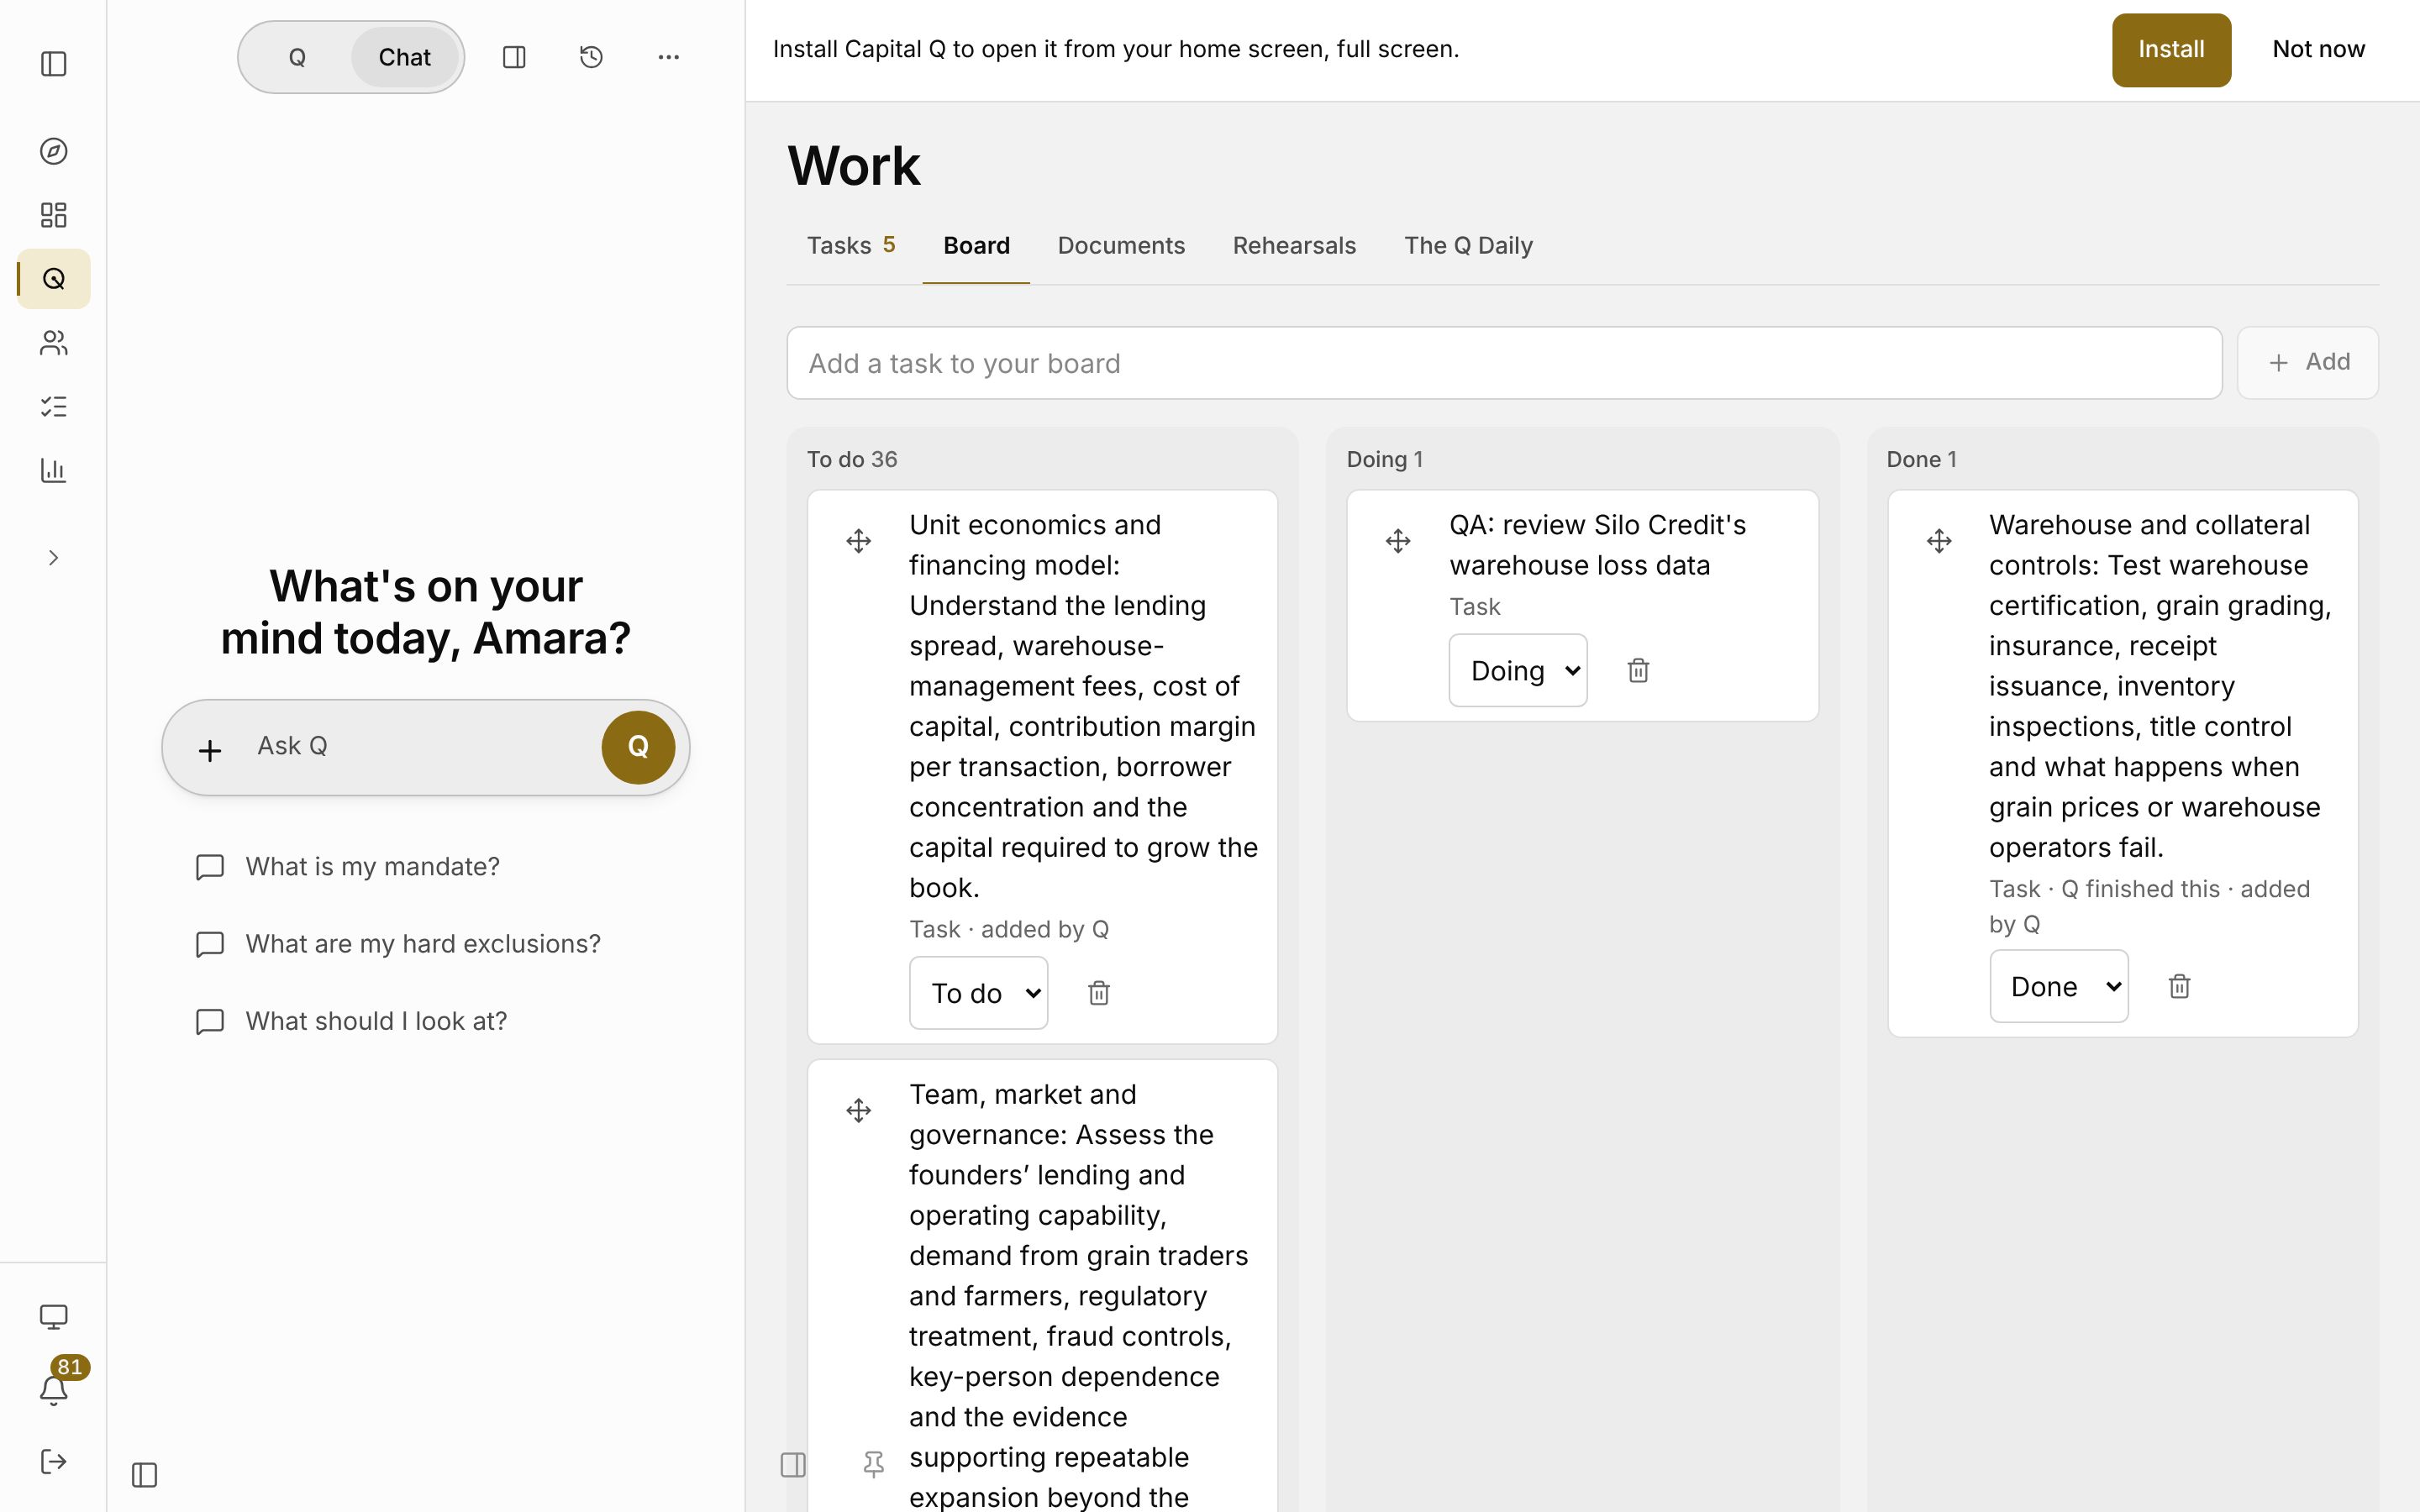 Q Chat
Install Capital Q to open it from your home screen, full screen.
Install
Not now
Work
Tasks 5
Board
Documents
Rehearsals
The Q Daily
Add a task to your board
+ Add
Q
What's on your
mind today, Amara?
+ Ask Q
Q
What is my mandate?
What are my hard exclusions?
What should I look at?
81
To do 36
Unit economics and
financing model:
Understand the lending
spread, warehouse-
management fees, cost of
capital, contribution margin
per transaction, borrower
concentration and the
capital required to grow the
book.
Task · added by Q
To do
Team, market and
governance: Assess the
founders’ lending and
operating capability,
demand from grain traders
and farmers, regulatory
treatment, fraud controls,
key-person dependence
and the evidence
supporting repeatable
expansion beyond the
Doing 1
QA: review Silo Credit's
warehouse loss data
Task
Doing
Done 1
Warehouse and collateral
controls: Test warehouse
certification, grain grading,
insurance, receipt
issuance, inventory
inspections, title control
and what happens when
grain prices or warehouse
operators fail.
Task · Q finished this · added
by Q
Done